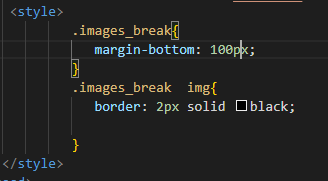 <style>
.images_break{
margin-bottom: 100px;
}
.images_break  img{
border: 2px solid black;
}
</style>